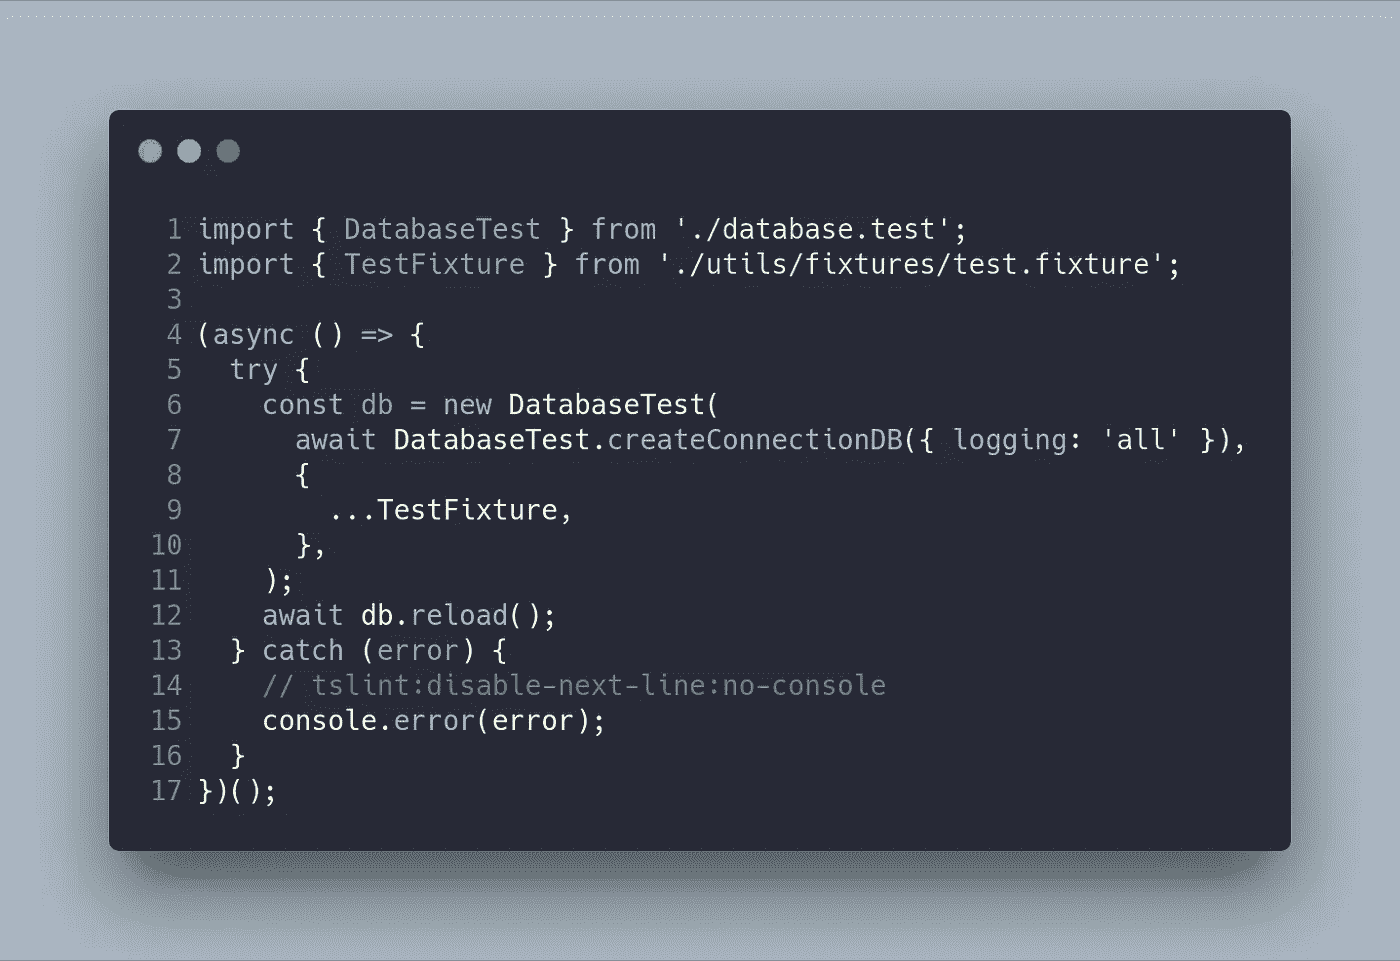 1 import { DatabaseTest } from './database.test';
2 import { TestFixture } from './utils/fixtures/test.fixture';
3
4 (async () => {
5   try {
6     const db = new DatabaseTest(
7       await DatabaseTest.createConnectionDB({ logging: 'all' }),
8       {
9         ...TestFixture,
10       },
11     );
12     await db.reload();
13   } catch (error) {
14     // tslint:disable-next-line:no-console
15     console.error(error);
16   }
17 })();